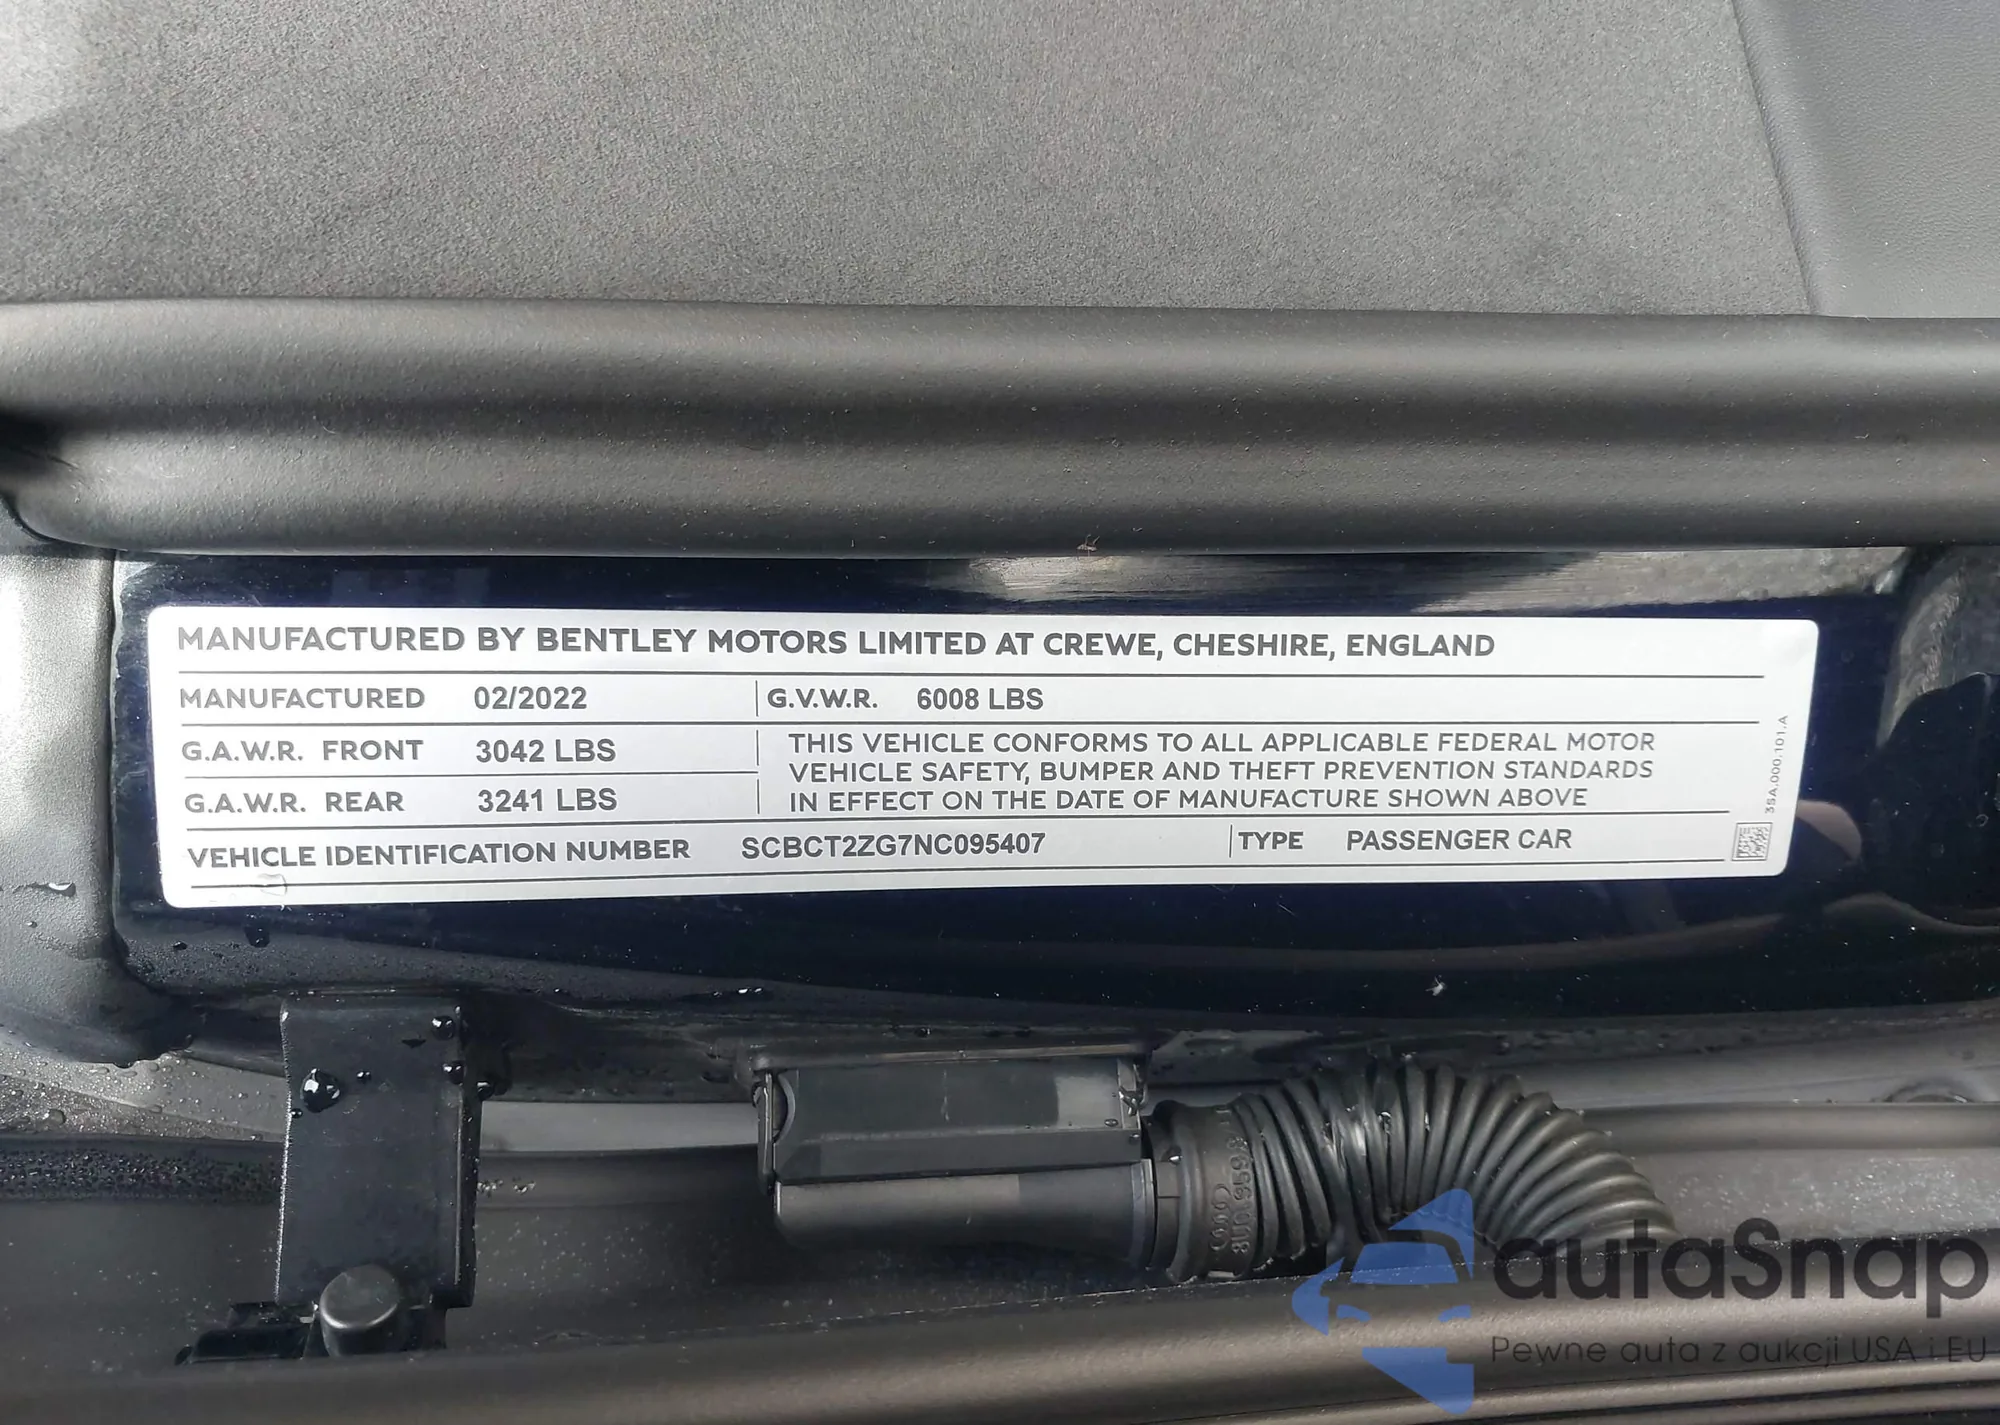 MANUFACTURED BY BENTLEY MOTORS LIMITED AT CREWE, CHESHIRE, ENGLAND
MANUFACTURED 02/2022 G.V.W.R. 6008 LBS
G.A.W.R. FRONT 3042 LBS
G.A.W.R. REAR 3241 LBS
THIS VEHICLE CONFORMS TO ALL APPLICABLE FEDERAL MOTOR
VEHICLE SAFETY, BUMPER AND THEFT PREVENTION STANDARDS
IN EFFECT ON THE DATE OF MANUFACTURE SHOWN ABOVE
VEHICLE IDENTIFICATION NUMBER SCBCT2ZG7NC095407 TYPE PASSENGER CAR
3SA.000.101.A
autaSnap
Pewne auta z aukcji USA i EU